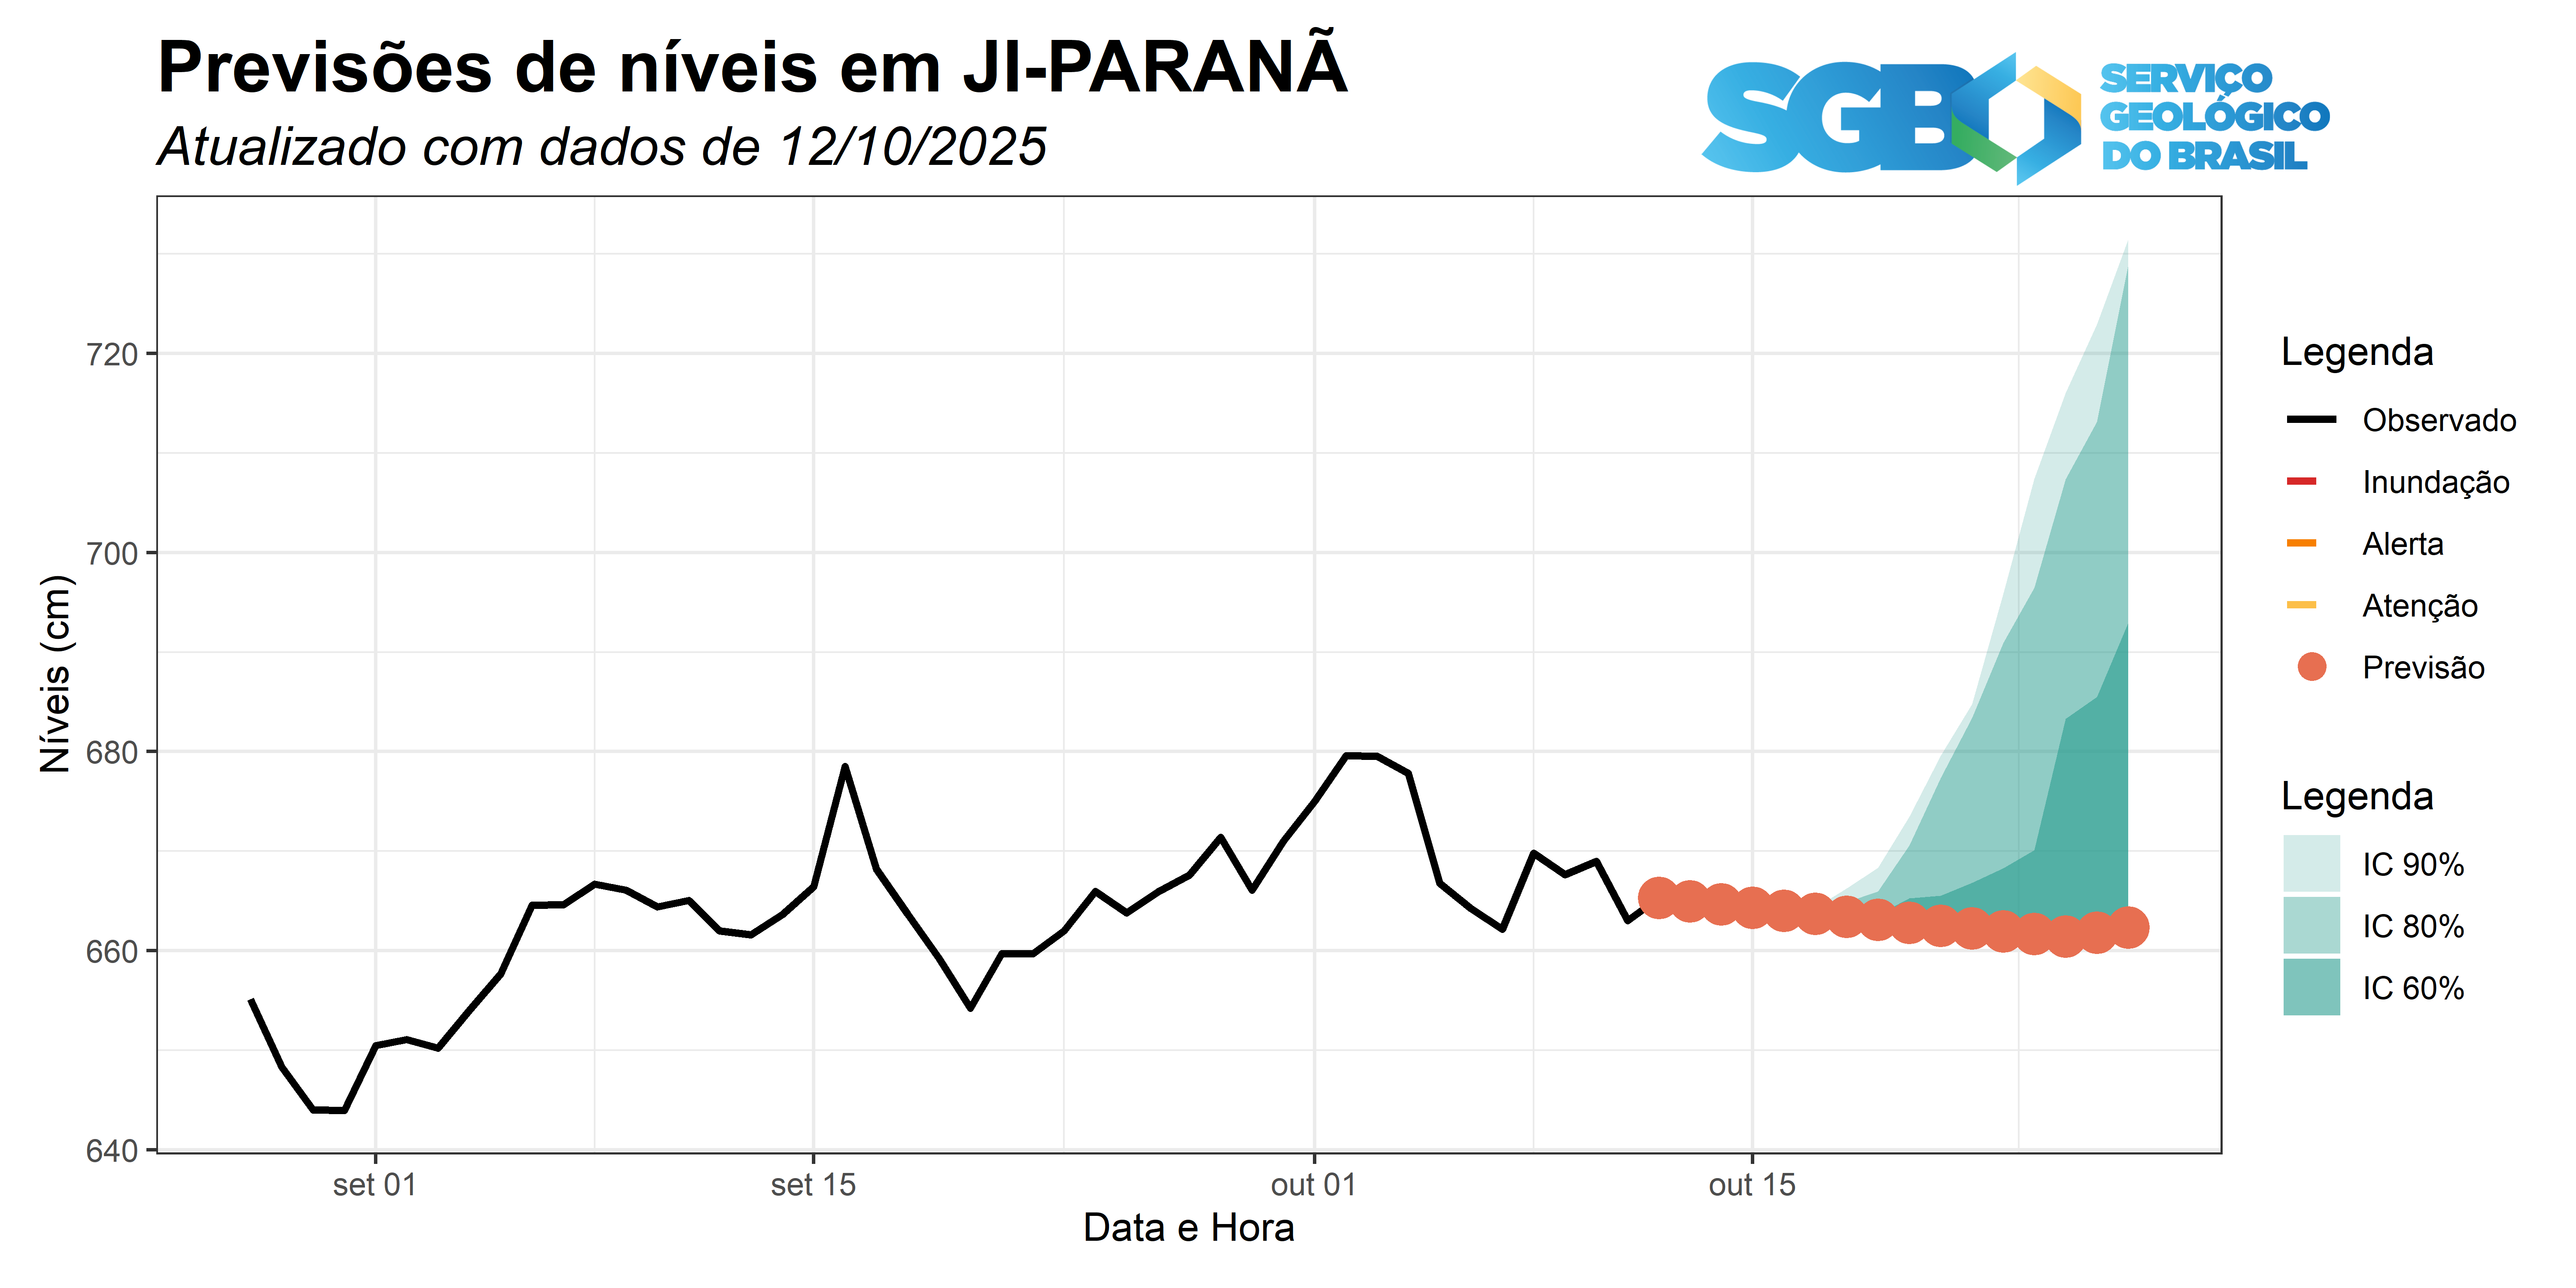 Previsões de níveis em JI-PARANÃ
Atualizado com dados de 12/10/2025
SGB
SERVIÇO
GEOLÓGICO
DO BRASIL
Níveis (cm)
720
700
680
660
640
set 01
set 15
out 01
out 15
Data e Hora
Legenda
Observado
Inundação
Alerta
Atenção
Previsão
Legenda
IC 90%
IC 80%
IC 60%